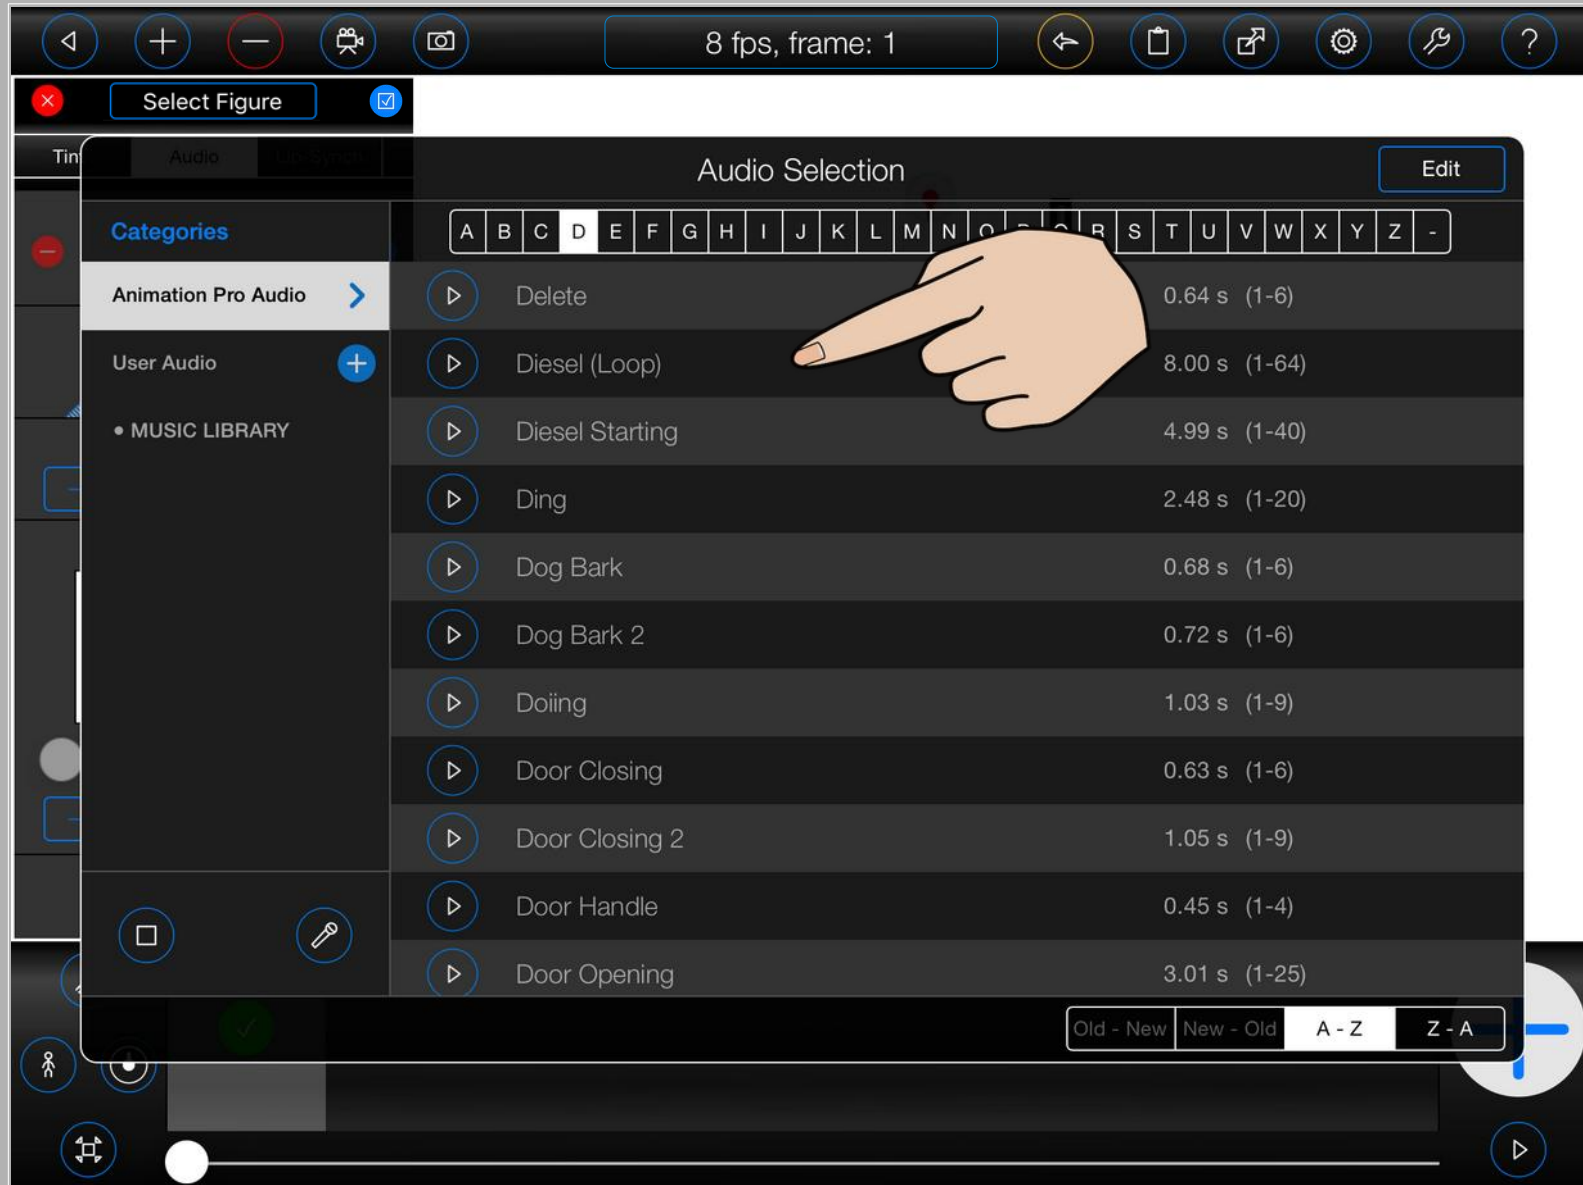 8 fps, frame: 1
?
Select Figure
Audio
Audio Selection
Edit
Categories
A B C D E F G H I J K L M N R S T U V W X Y Z -
Animation Pro Audio
Delete 0.64 s (1-6)
User Audio
Diesel (Loop) 8.00 s (1-64)
• MUSIC LIBRARY
Diesel Starting 4.99 s (1-40)
Ding 2.48 s (1-20)
Dog Bark 0.68 s (1-6)
Dog Bark 2 0.72 s (1-6)
Doiing 1.03 s (1-9)
Door Closing 0.63 s (1-6)
Door Closing 2 1.05 s (1-9)
Door Handle 0.45 s (1-4)
Door Opening 3.01 s (1-25)
Old - New New - Old A - Z Z - A